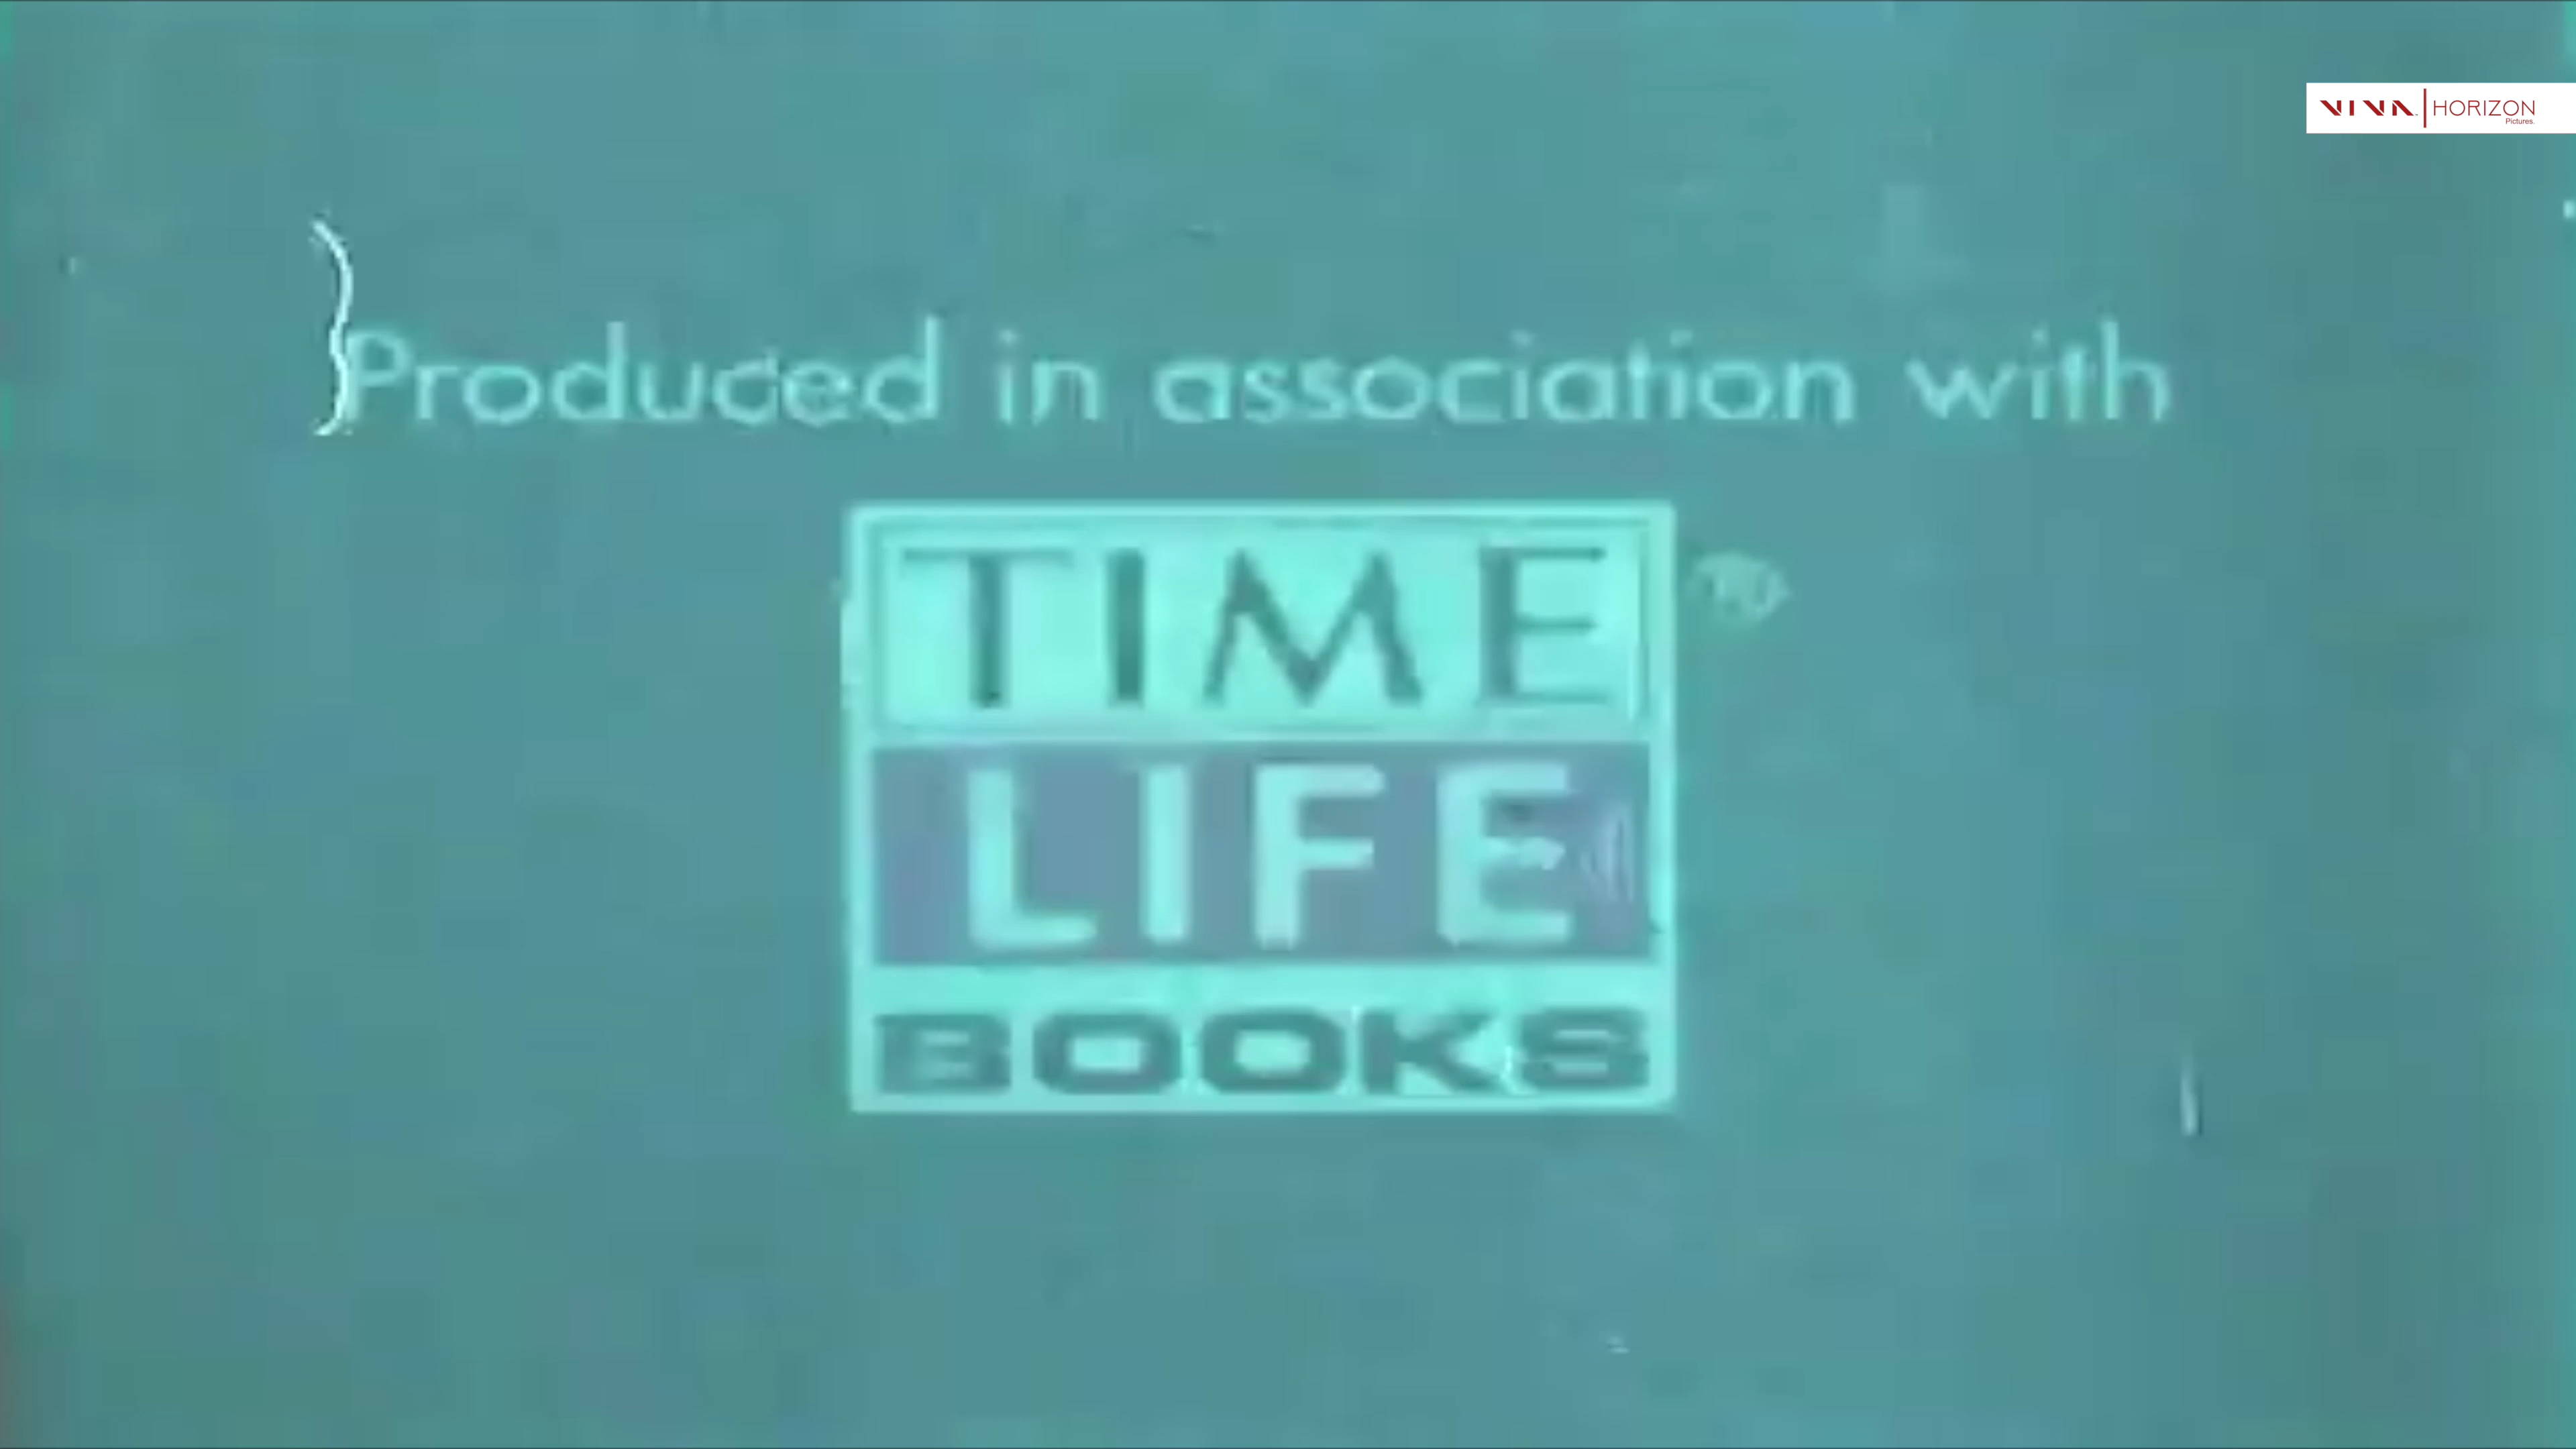 VIVA HORIZON
Pictures
Produced in association with
TIME
LIFE
BOOKS